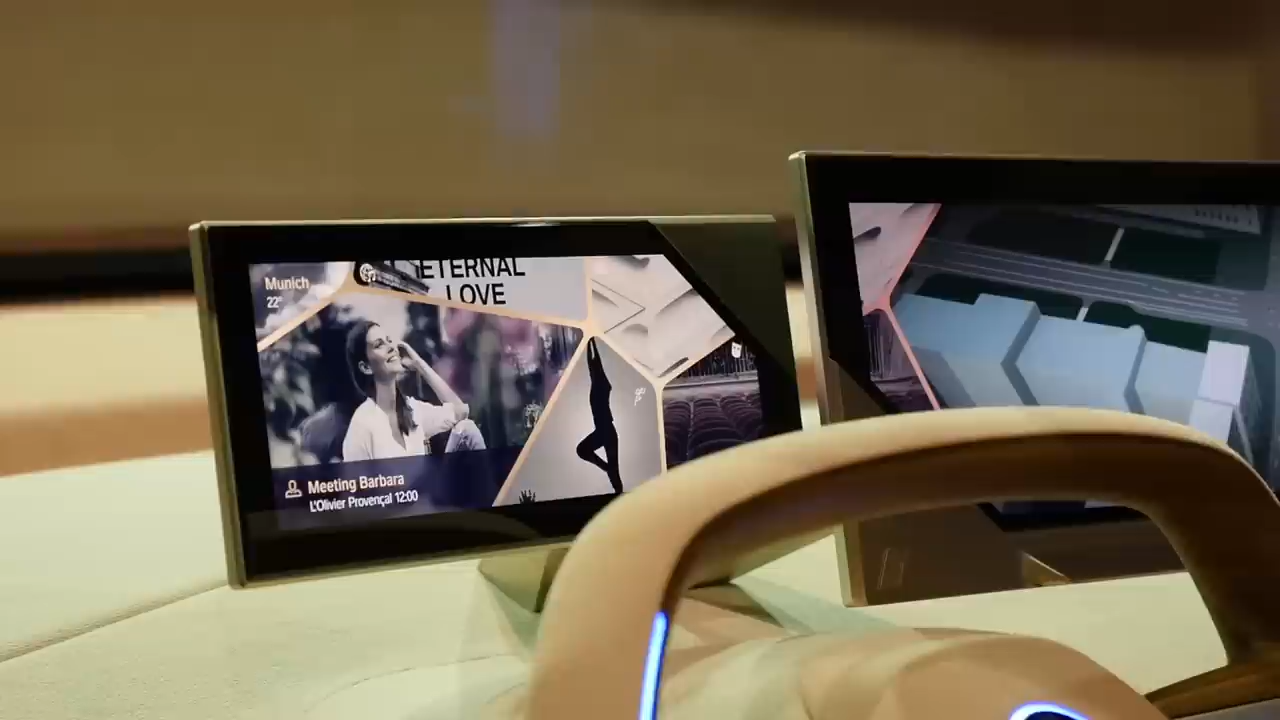 Munich
22°
ETERNAL
LOVE
Meeting Barbara
L'Olivier Provençal 12:00